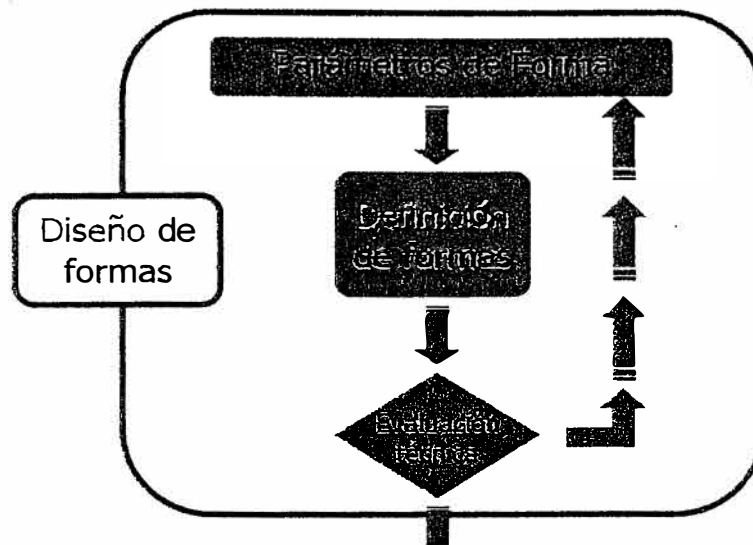 Parámetros de Forma
Definición
de formas
Diseño de
formas
Evaluación
técnica